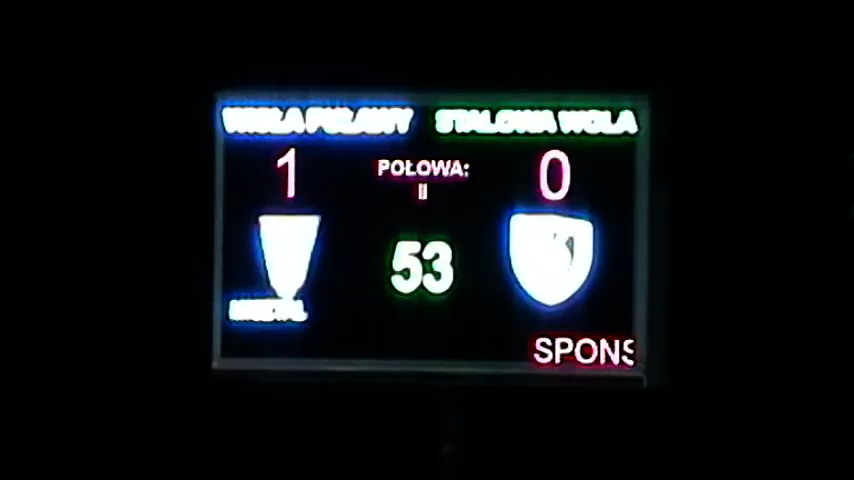 WISŁA PUŁAWY STALOWA WOLA
1 POŁOWA: 0
II
53
SPONS